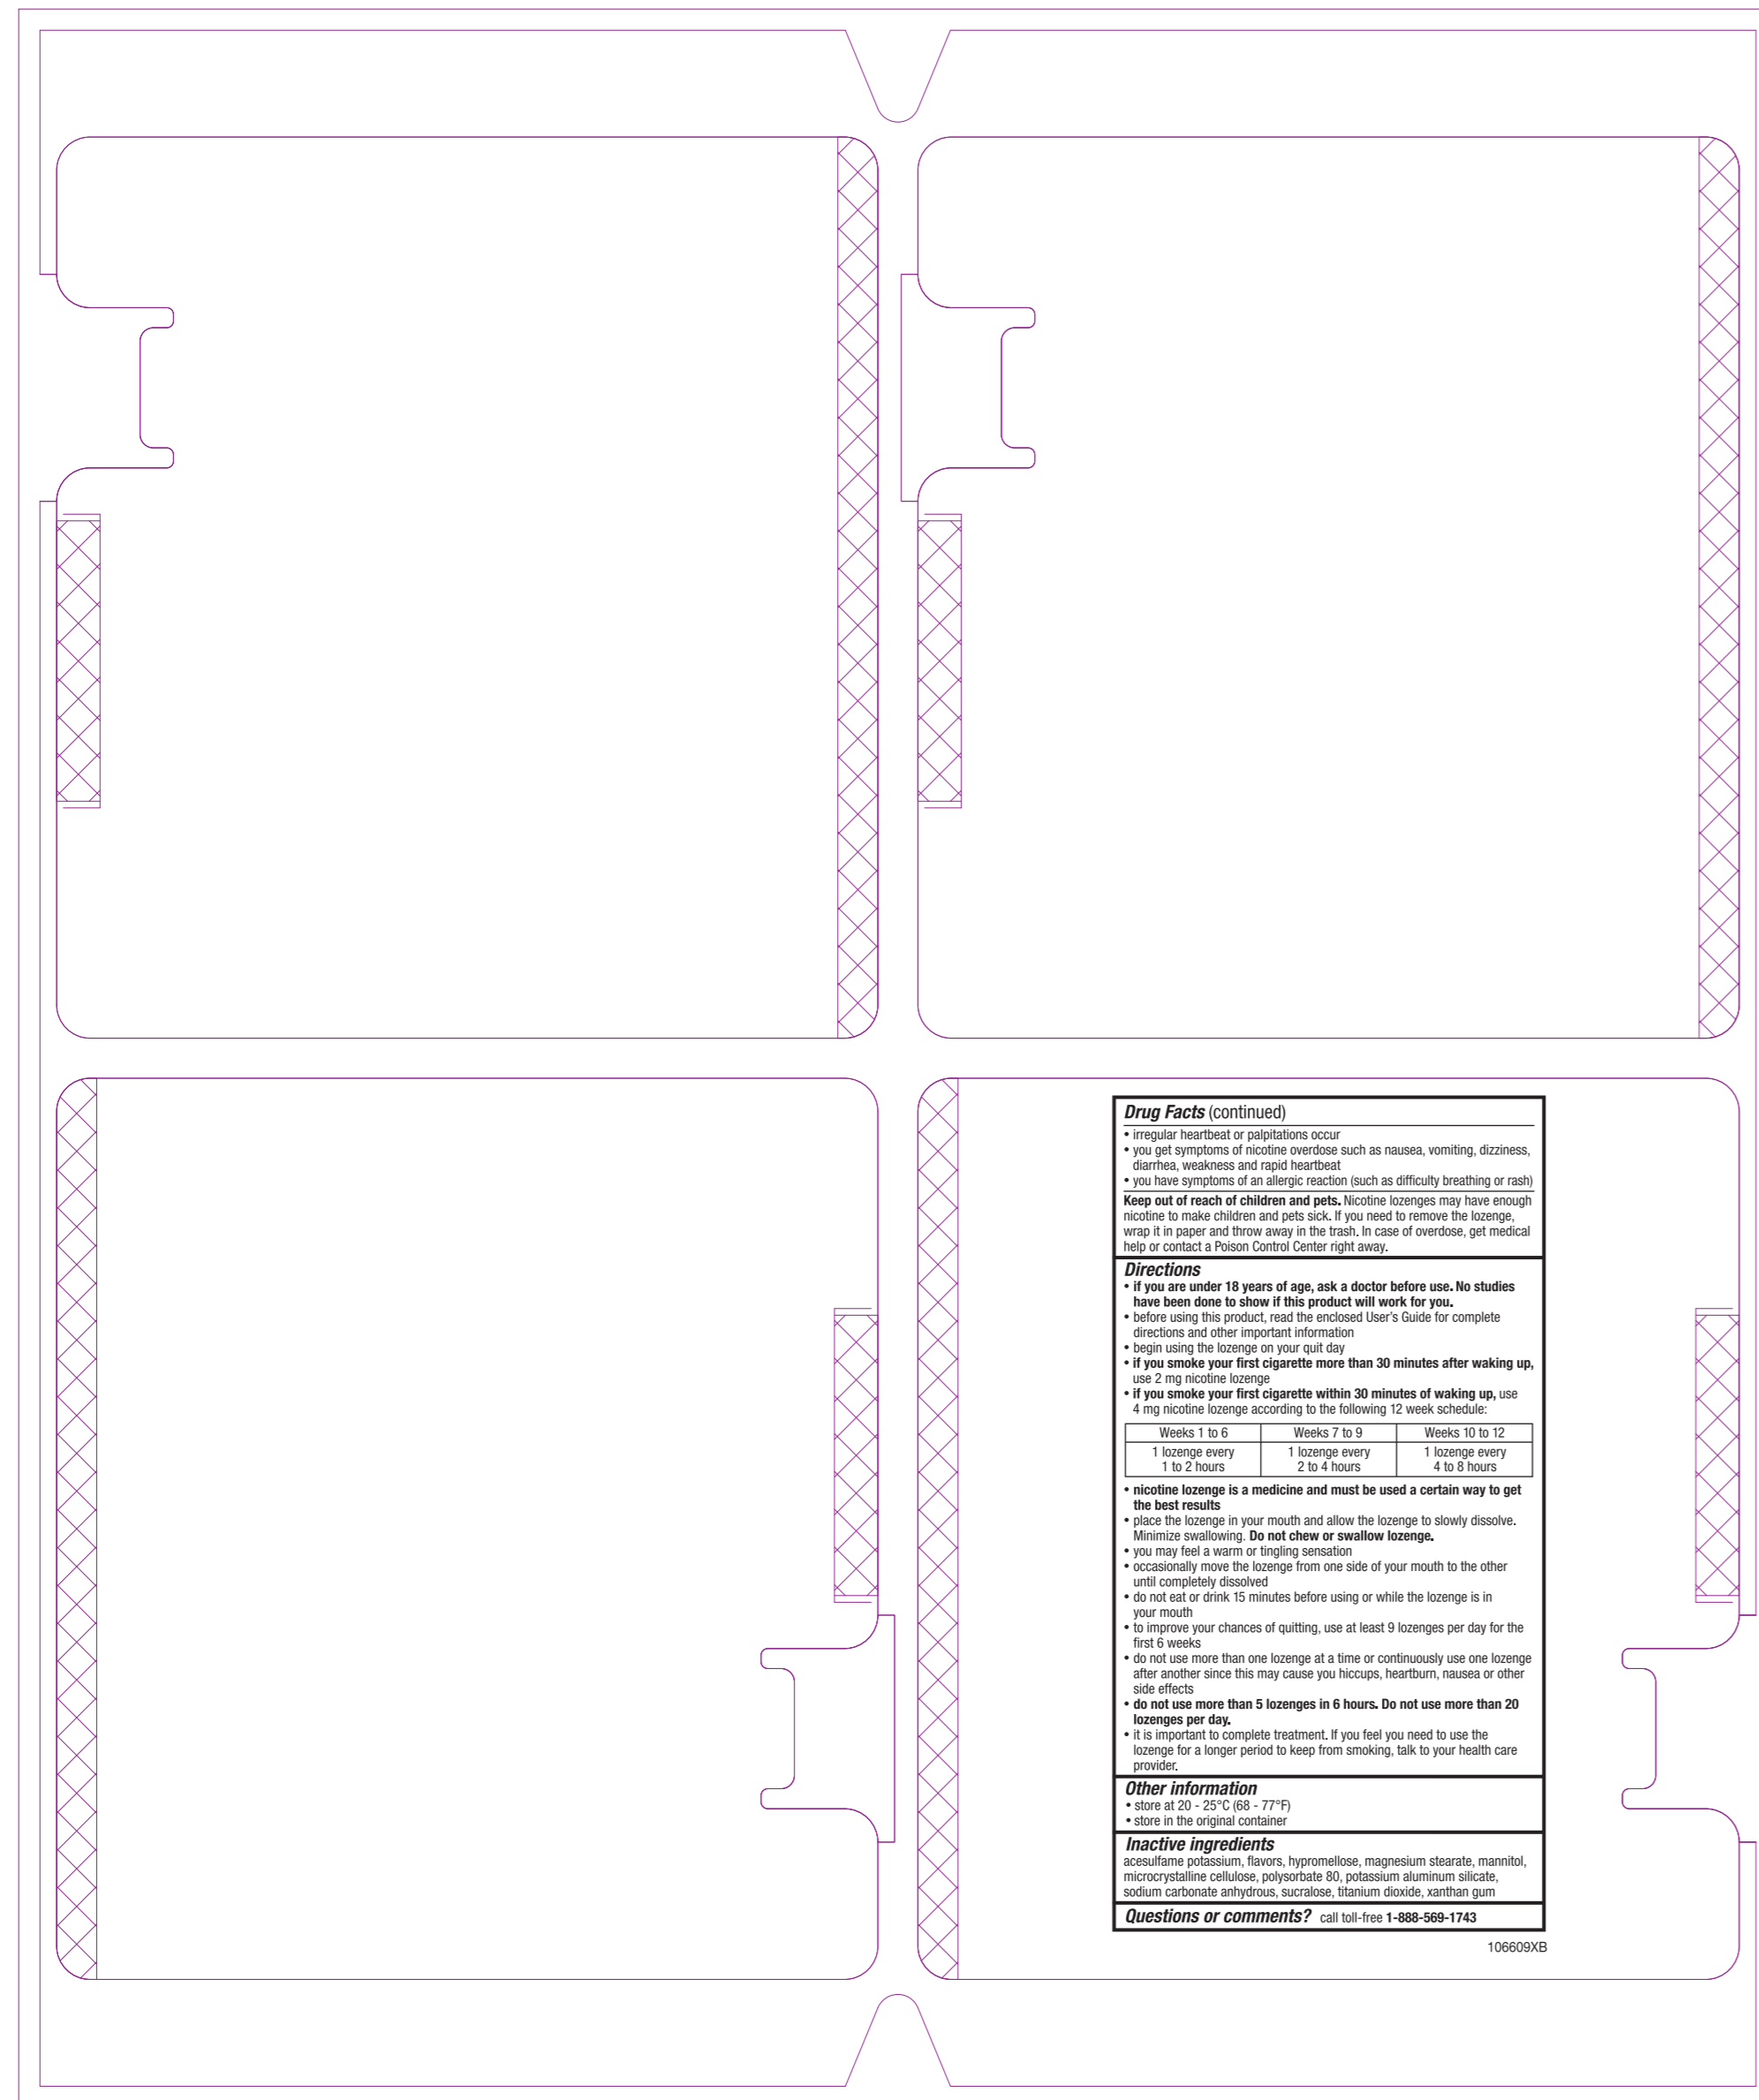 Drug Facts (continued)
• irregular heartbeat or palpitations occur
• you get symptoms of nicotine overdose such as nausea, vomiting, dizziness,
diarrhea, weakness and rapid heartbeat
• you have symptoms of an allergic reaction (such as difficulty breathing or rash)
Keep out of reach of children and pets. Nicotine lozenges may have enough
nicotine to make children and pets sick. If you need to remove the lozenge,
wrap it in paper and throw away in the trash. In case of overdose, get medical
help or contact a Poison Control Center right away.
Directions
• if you are under 18 years of age, ask a doctor before use. No studies
have been done to show if this product will work for you.
• before using this product, read the enclosed User's Guide for complete
directions and other important information
• begin using the lozenge on your quit day
• if you smoke your first cigarette more than 30 minutes after waking up,
use 2 mg nicotine lozenge
• if you smoke your first cigarette within 30 minutes of waking up, use
4 mg nicotine lozenge according to the following 12 week schedule:
Weeks 1 to 6 Weeks 7 to 9 Weeks 10 to 12
1 lozenge every 1 lozenge every 1 lozenge every
1 to 2 hours 2 to 4 hours 4 to 8 hours
• nicotine lozenge is a medicine and must be used a certain way to get
the best results
• place the lozenge in your mouth and allow the lozenge to slowly dissolve.
Minimize swallowing. Do not chew or swallow lozenge.
• you may feel a warm or tingling sensation
• occasionally move the lozenge from one side of your mouth to the other
until completely dissolved
• do not eat or drink 15 minutes before using or while the lozenge is in
your mouth
• to improve your chances of quitting, use at least 9 lozenges per day for the
first 6 weeks
• do not use more than one lozenge at a time or continuously use one lozenge
after another since this may cause you hiccups, heartburn, nausea or other
side effects
• do not use more than 5 lozenges in 6 hours. Do not use more than 20
lozenges per day.
• it is important to complete treatment. If you feel you need to use the
lozenge for a longer period to keep from smoking, talk to your health care
provider.
Other information
• store at 20 - 25°C (68 - 77°F)
• store in the original container
Inactive ingredients
acesulfame potassium, flavors, hypromellose, magnesium stearate, mannitol,
microcrystalline cellulose, polysorbate 80, potassium aluminum silicate,
sodium carbonate anhydrous, sucralose, titanium dioxide, xanthan gum
Questions or comments? call toll-free 1-888-569-1743
106609XB